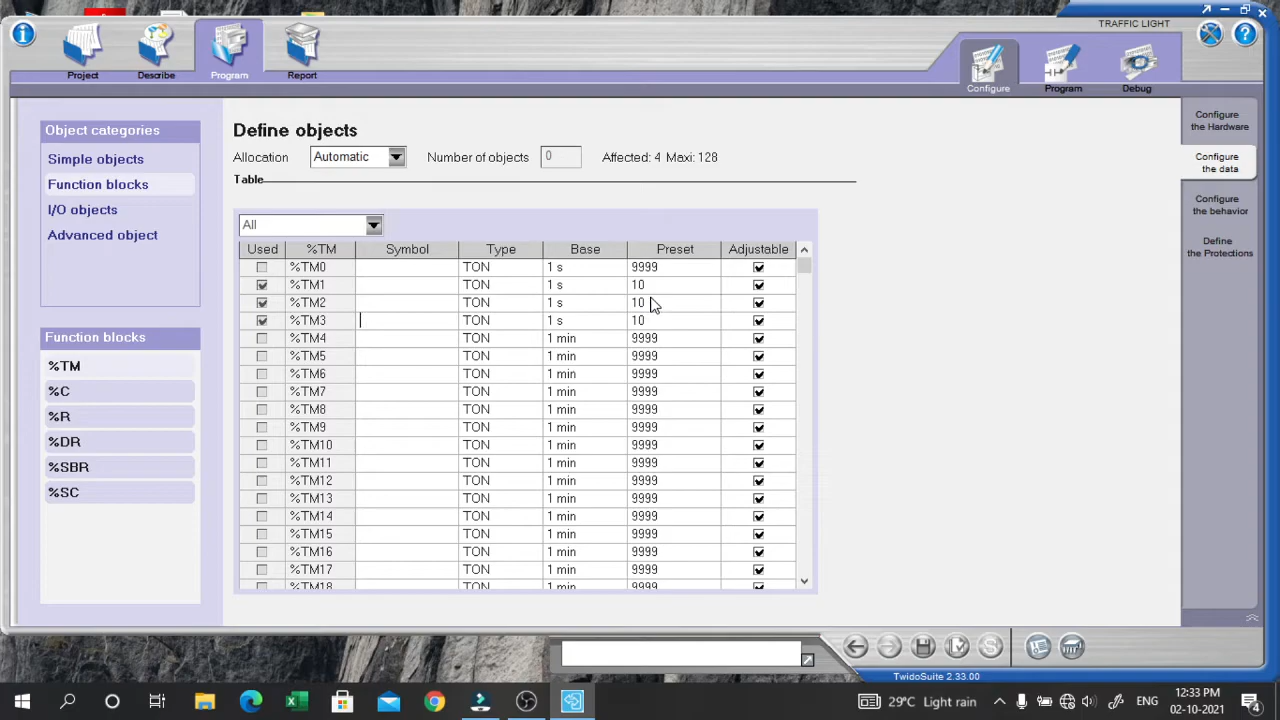 TRAFFIC LIGHT
Project
Describe
Program
Report
Configure
Program
Debug
Object categories
Simple objects
Function blocks
I/O objects
Advanced object
Function blocks
%TM
%C
%R
%DR
%SBR
%SC
Define objects
Allocation Automatic Number of objects 0 Affected: 4 Maxi: 128
Table
All
Used %TM Symbol Type Base Preset Adjustable
%TM0 TON 1 s 9999
%TM1 TON 1 s 10
%TM2 TON 1 s 10
%TM3 TON 1 s 10
%TM4 TON 1 min 9999
%TM5 TON 1 min 9999
%TM6 TON 1 min 9999
%TM7 TON 1 min 9999
%TM8 TON 1 min 9999
%TM9 TON 1 min 9999
%TM10 TON 1 min 9999
%TM11 TON 1 min 9999
%TM12 TON 1 min 9999
%TM13 TON 1 min 9999
%TM14 TON 1 min 9999
%TM15 TON 1 min 9999
%TM16 TON 1 min 9999
%TM17 TON 1 min 9999
%TM18 TON 1 min 9999
Configure
the Hardware
Configure
the data
Configure
the behavior
Define
the Protections
TwidoSuite 2.33.00
29°C Light rain
ENG
12:33 PM
02-10-2021
4